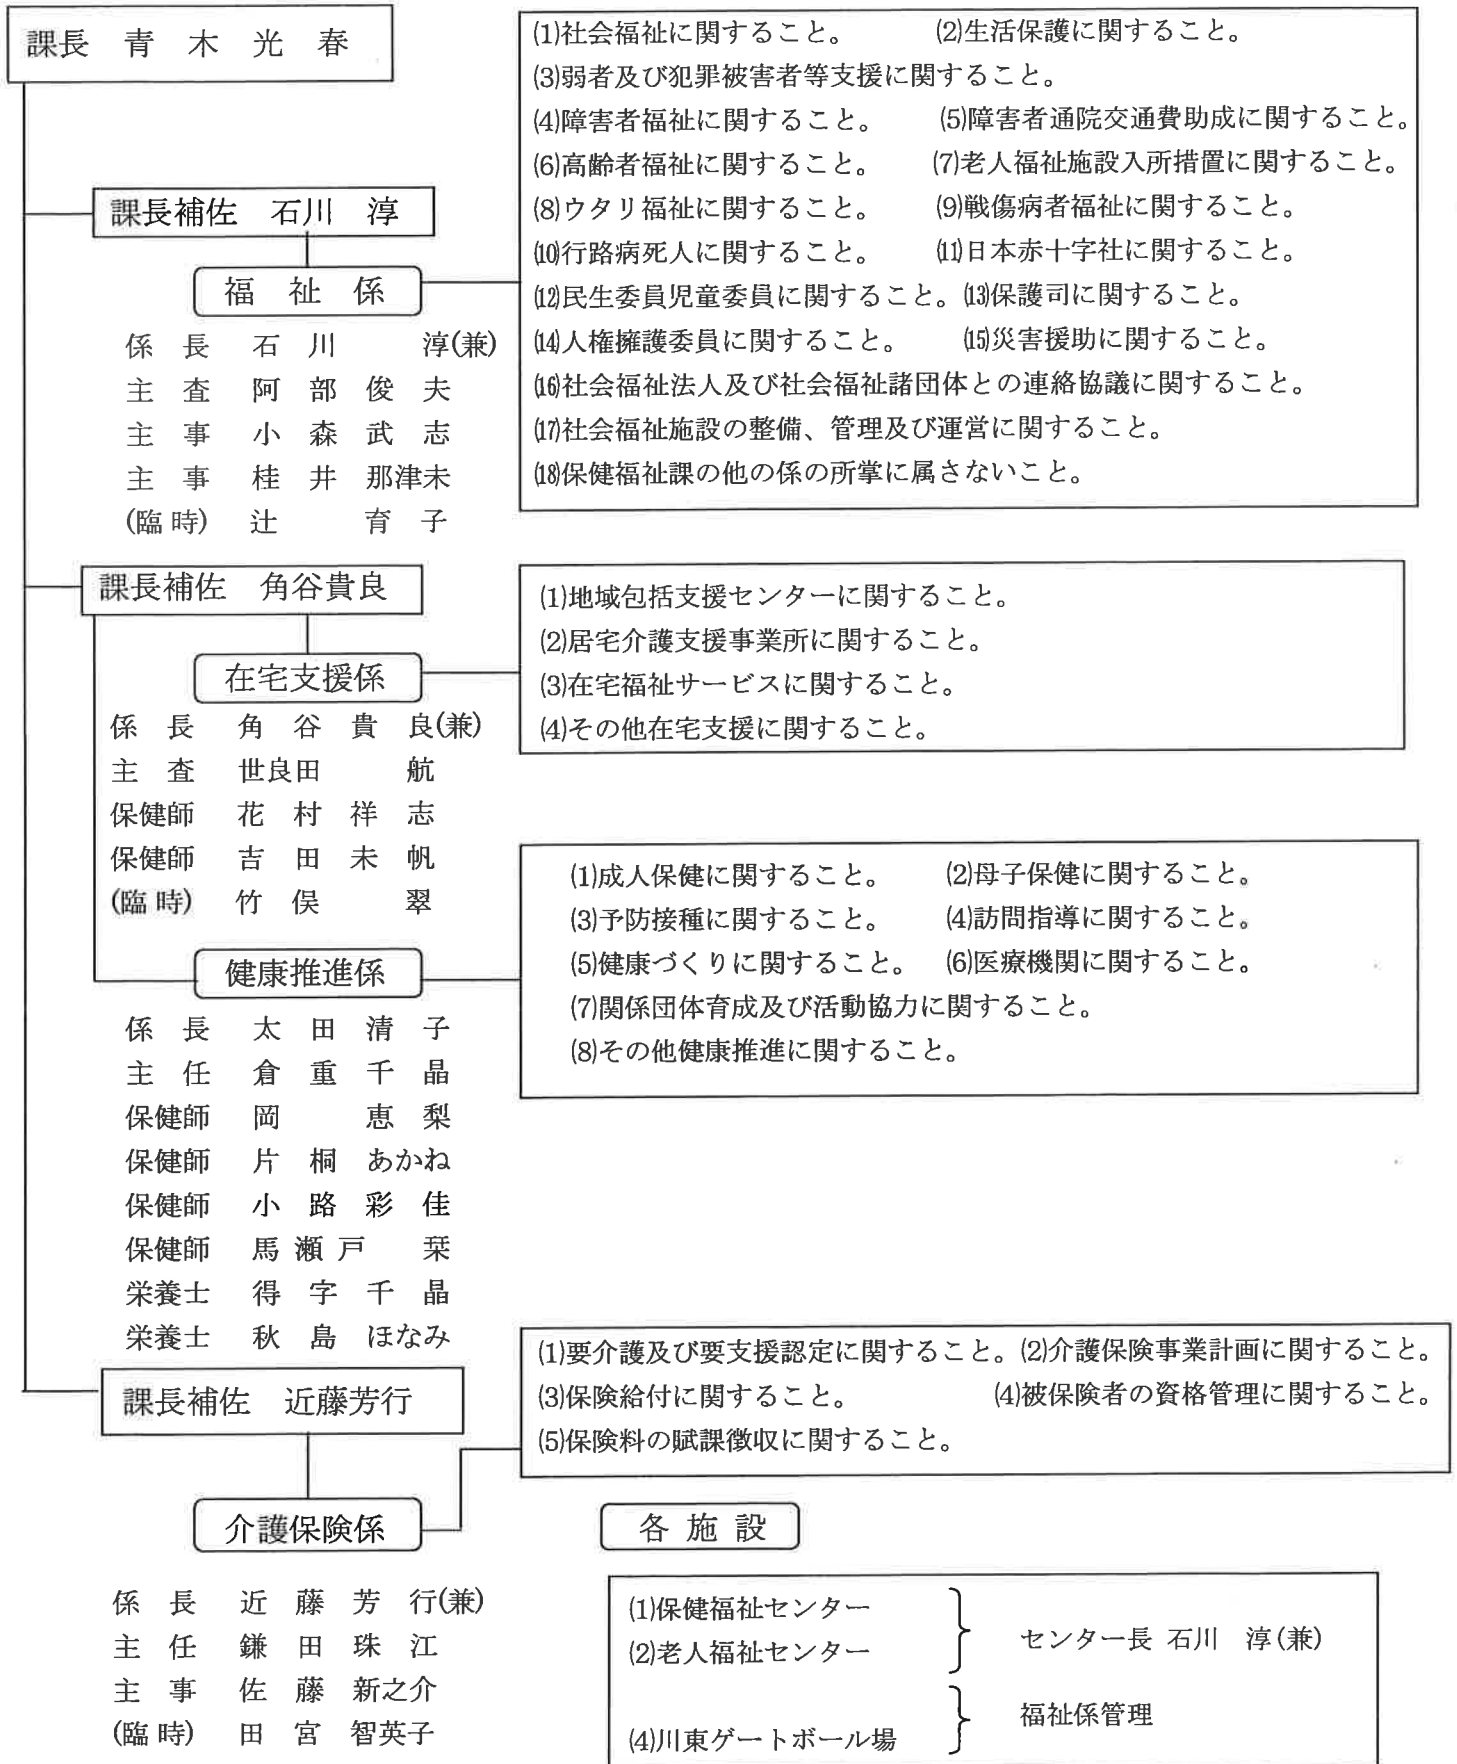 課長　青　木　光　春
課長補佐　石川　淳
福　祉　係
係　長　石　川　　淳(兼)
主　査　阿　部　俊　夫
主　事　小　森　武　志
主　事　桂　井　那津未
(臨 時)　辻　　育　子
(1)社会福祉に関すること。　(2)生活保護に関すること。
(3)弱者及び犯罪被害者等支援に関すること。
(4)障害者福祉に関すること。　(5)障害者通院交通費助成に関すること。
(6)高齢者福祉に関すること。　(7)老人福祉施設入所措置に関すること。
(8)ウタリ福祉に関すること。　(9)戦傷病者福祉に関すること。
(10)行路病死人に関すること。　(11)日本赤十字社に関すること。
(12)民生委員児童委員に関すること。(13)保護司に関すること。
(14)人権擁護委員に関すること。　(15)災害援助に関すること。
(16)社会福祉法人及び社会福祉諸団体との連絡協議に関すること。
(17)社会福祉施設の整備、管理及び運営に関すること。
(18)保健福祉課の他の係の所掌に属さないこと。
課長補佐　角谷貴良
在宅支援係
係　長　角　谷　貴　良(兼)
主　査　世良田　　航
保健師　花　村　祥　志
保健師　吉　田　未　帆
(臨 時)　竹　俣　　翠
(1)地域包括支援センターに関すること。
(2)居宅介護支援事業所に関すること。
(3)在宅福祉サービスに関すること。
(4)その他在宅支援に関すること。
健康推進係
係　長　太　田　清　子
主　任　倉　重　千　晶
保健師　岡　　恵　梨
保健師　片　桐　あかね
保健師　小　路　彩　佳
保健師　馬 瀬 戸　栞
栄養士　得　字　千　晶
栄養士　秋　島　ほなみ
(1)成人保健に関すること。　(2)母子保健に関すること。
(3)予防接種に関すること。　(4)訪問指導に関すること。
(5)健康づくりに関すること。　(6)医療機関に関すること。
(7)関係団体育成及び活動協力に関すること。
(8)その他健康推進に関すること。
課長補佐　近藤芳行
介護保険係
係　長　近　藤　芳　行(兼)
主　任　鎌　田　珠　江
主　事　佐　藤　新之介
(臨 時)　田　宮　智英子
(1)要介護及び要支援認定に関すること。(2)介護保険事業計画に関すること。
(3)保険給付に関すること。　(4)被保険者の資格管理に関すること。
(5)保険料の賦課徴収に関すること。
各 施 設
(1)保健福祉センター
(2)老人福祉センター
センター長 石川　淳(兼)
(4)川東ゲートボール場
福祉係管理